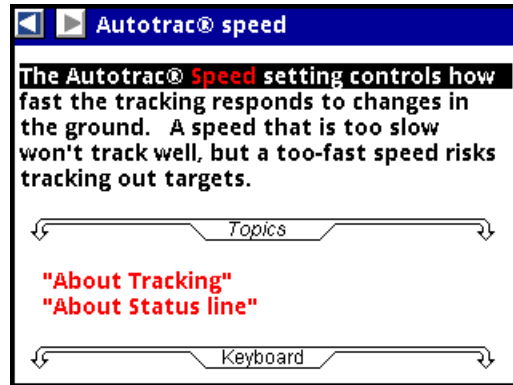 Autotrac® speed
The Autotrac® Speed setting controls how
fast the tracking responds to changes in
the ground.   A speed that is too slow
won't track well, but a too-fast speed risks
tracking out targets.
Topics
"About Tracking"
"About Status line"
Keyboard